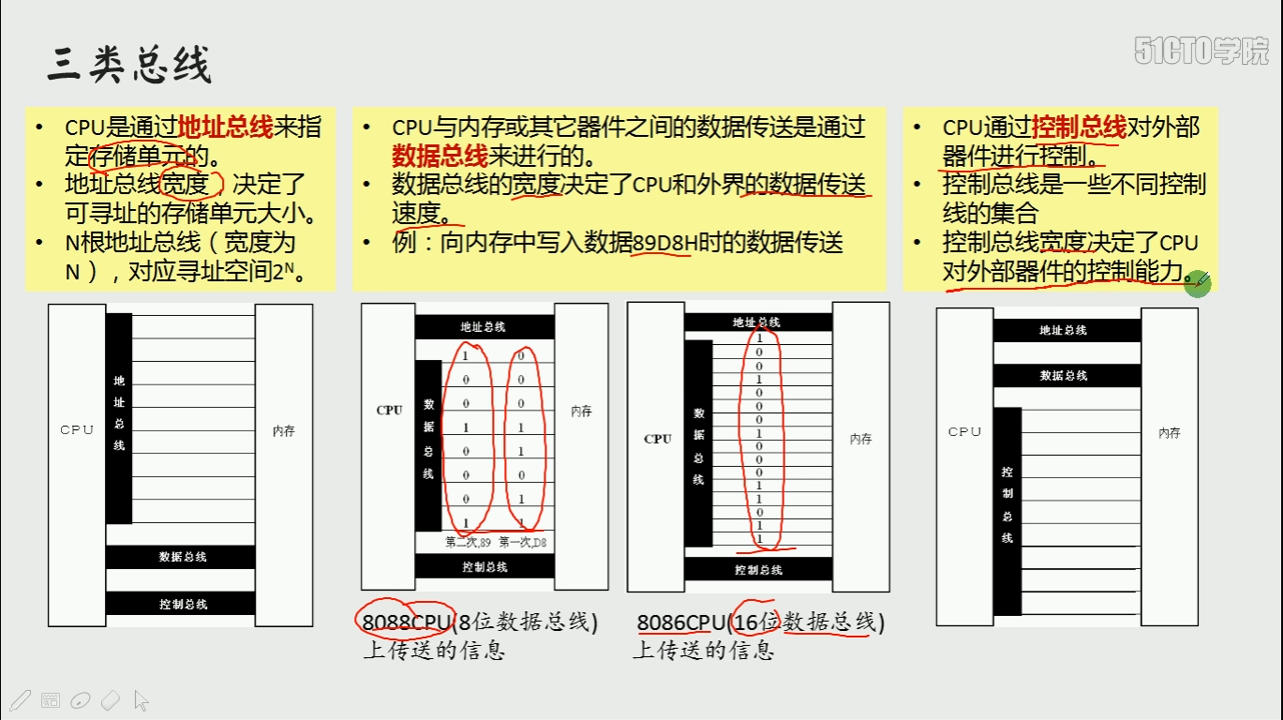 三类总线
51CTO学院
• CPU是通过地址总线来指
定存储单元的。
• 地址总线宽度，决定了
可寻址的存储单元大小。
• N根地址总线（宽度为
N），对应寻址空间2ᴺ。
• CPU与内存或其它器件之间的数据传送是通过
数据总线来进行的。
• 数据总线的宽度决定了CPU和外界的数据传送
速度。
• 例：向内存中写入数据89D8H时的数据传送
• CPU通过控制总线对外部
器件进行控制。
• 控制总线是一些不同控制
线的集合
• 控制总线宽度决定了CPU
对外部器件的控制能力。
CPU
地址总线
内存
数据总线
控制总线
地址总线
CPU
数据总线
1 0
0 0
0 0
1 1
0 1
0 0
0 1
1 1
第二次,89 第一次,D8
内存
控制总线
8088CPU(8位数据总线)
上传送的信息
地址总线
CPU
数据总线
1
0
0
1
0
0
0
1
0
0
0
1
1
0
1
1
内存
控制总线
8086CPU(16位数据总线)
上传送的信息
地址总线
数据总线
CPU
控制总线
内存